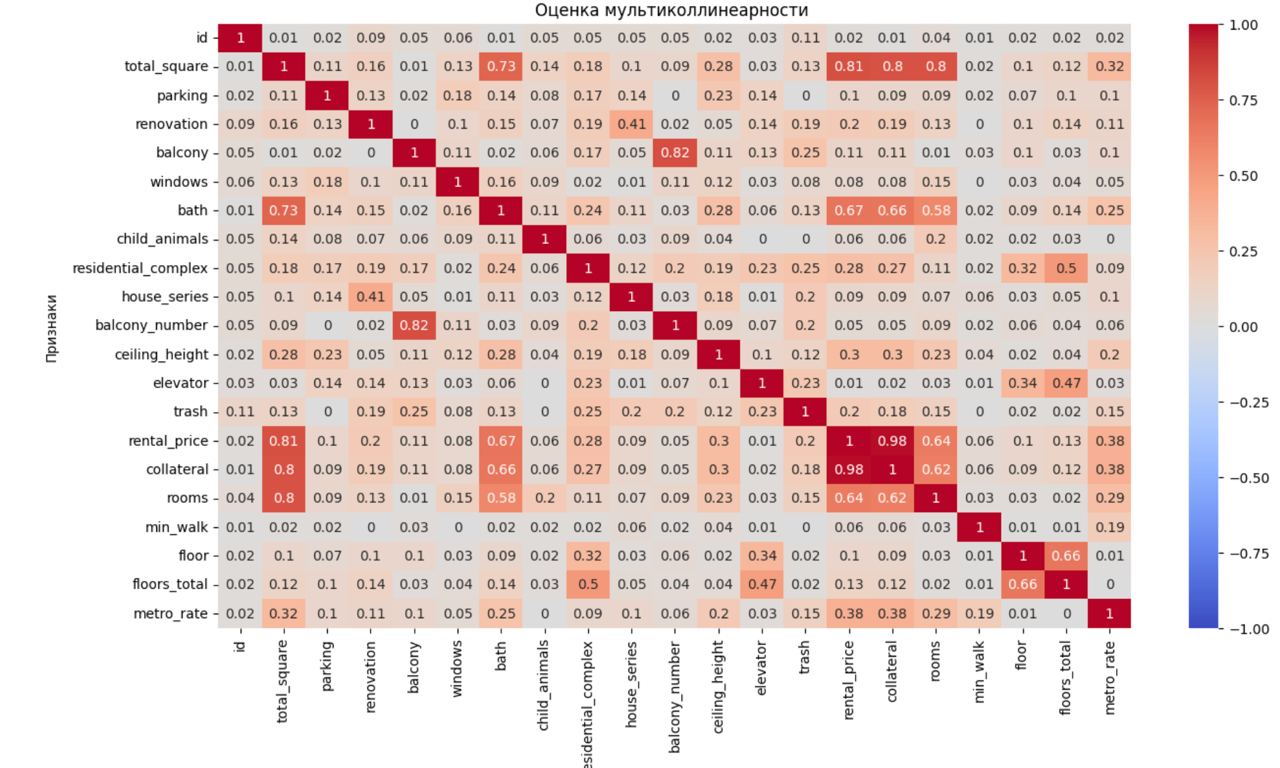 Оценка мультиколлинеарности
id 1 0.01 0.02 0.09 0.05 0.06 0.01 0.05 0.05 0.05 0.05 0.02 0.03 0.11 0.02 0.01 0.04 0.01 0.02 0.02 0.02
total_square 0.01 1 0.11 0.16 0.01 0.13 0.73 0.14 0.18 0.1 0.09 0.28 0.03 0.13 0.81 0.8 0.8 0.02 0.1 0.12 0.32
parking 0.02 0.11 1 0.13 0.02 0.18 0.14 0.08 0.17 0.14 0 0.23 0.14 0 0.1 0.09 0.09 0.02 0.07 0.1 0.1
renovation 0.09 0.16 0.13 1 0 0.1 0.15 0.07 0.19 0.41 0.02 0.05 0.14 0.19 0.2 0.19 0.13 0 0.1 0.14 0.11
balcony 0.05 0.01 0.02 0 1 0.11 0.02 0.06 0.17 0.05 0.82 0.11 0.13 0.25 0.11 0.11 0.01 0.03 0.1 0.03 0.1
windows 0.06 0.13 0.18 0.1 0.11 1 0.16 0.09 0.02 0.01 0.11 0.12 0.03 0.08 0.08 0.08 0.15 0 0.03 0.04 0.05
bath 0.01 0.73 0.14 0.15 0.02 0.16 1 0.11 0.24 0.11 0.03 0.28 0.06 0.13 0.67 0.66 0.58 0.02 0.09 0.14 0.25
child_animals 0.05 0.14 0.08 0.07 0.06 0.09 0.11 1 0.06 0.03 0.09 0.04 0 0 0.06 0.06 0.2 0.02 0.02 0.03 0
residential_complex 0.05 0.18 0.17 0.19 0.17 0.02 0.24 0.06 1 0.12 0.2 0.19 0.23 0.25 0.28 0.27 0.11 0.02 0.32 0.5 0.09
house_series 0.05 0.1 0.14 0.41 0.05 0.01 0.11 0.03 0.12 1 0.03 0.18 0.01 0.2 0.09 0.09 0.07 0.06 0.03 0.05 0.1
balcony_number 0.05 0.09 0 0.02 0.82 0.11 0.03 0.09 0.2 0.03 1 0.09 0.07 0.2 0.05 0.05 0.09 0.02 0.06 0.04 0.06
ceiling_height 0.02 0.28 0.23 0.05 0.11 0.12 0.28 0.04 0.19 0.18 0.09 1 0.1 0.12 0.3 0.3 0.23 0.04 0.02 0.04 0.2
elevator 0.03 0.03 0.14 0.14 0.13 0.03 0.06 0 0.23 0.01 0.07 0.1 1 0.23 0.01 0.02 0.03 0.01 0.34 0.47 0.03
trash 0.11 0.13 0 0.19 0.25 0.08 0.13 0 0.25 0.2 0.2 0.12 0.23 1 0.2 0.18 0.15 0 0.02 0.02 0.15
rental_price 0.02 0.81 0.1 0.2 0.11 0.08 0.67 0.06 0.28 0.09 0.05 0.3 0.01 0.2 1 0.98 0.64 0.06 0.1 0.13 0.38
collateral 0.01 0.8 0.09 0.19 0.11 0.08 0.66 0.06 0.27 0.09 0.05 0.3 0.02 0.18 0.98 1 0.62 0.06 0.09 0.12 0.38
rooms 0.04 0.8 0.09 0.13 0.01 0.15 0.58 0.2 0.11 0.07 0.09 0.23 0.03 0.15 0.64 0.62 1 0.03 0.03 0.02 0.29
min_walk 0.01 0.02 0.02 0 0.03 0 0.02 0.02 0.02 0.06 0.02 0.04 0.01 0 0.06 0.06 0.03 1 0.01 0.01 0.19
floor 0.02 0.1 0.07 0.1 0.1 0.03 0.09 0.02 0.32 0.03 0.06 0.02 0.34 0.02 0.1 0.09 0.03 0.01 1 0.66 0.01
floors_total 0.02 0.12 0.1 0.14 0.03 0.04 0.14 0.03 0.5 0.05 0.04 0.04 0.47 0.02 0.13 0.12 0.02 0.01 0.66 1 0
metro_rate 0.02 0.32 0.1 0.11 0.1 0.05 0.25 0 0.09 0.1 0.06 0.2 0.03 0.15 0.38 0.38 0.29 0.19 0.01 0 1
Признаки
id
total_square
parking
renovation
balcony
windows
bath
child_animals
esidential_complex
house_series
balcony_number
ceiling_height
elevator
trash
rental_price
collateral
rooms
min_walk
floor
floors_total
metro_rate
1.00
0.75
0.50
0.25
0.00
−0.25
−0.50
−0.75
−1.00